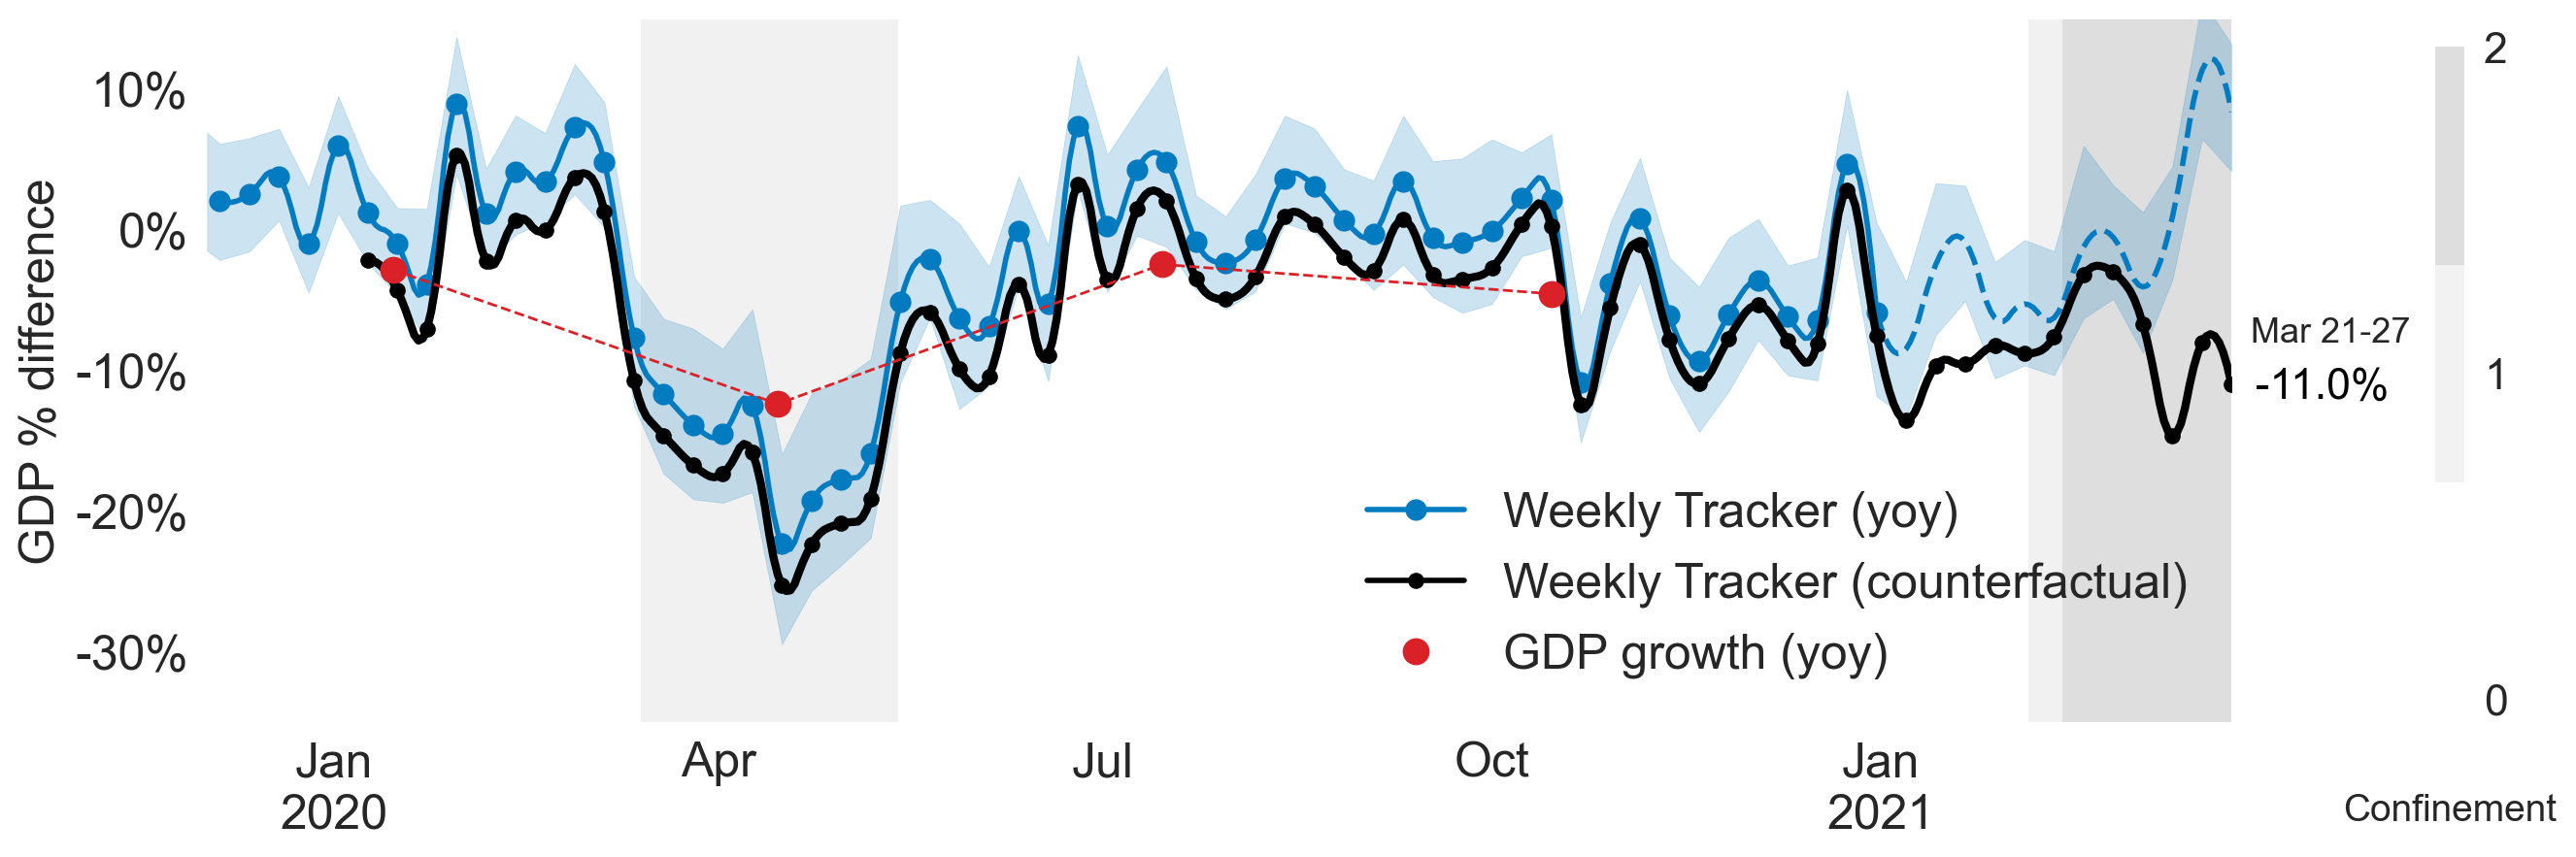 GDP % difference
10%
0%
-10%
-20%
-30%
Jan
2020
Apr
Jul
Oct
Jan
2021
Weekly Tracker (yoy)
Weekly Tracker (counterfactual)
GDP growth (yoy)
Mar 21-27
-11.0%
2
1
0
Confinement